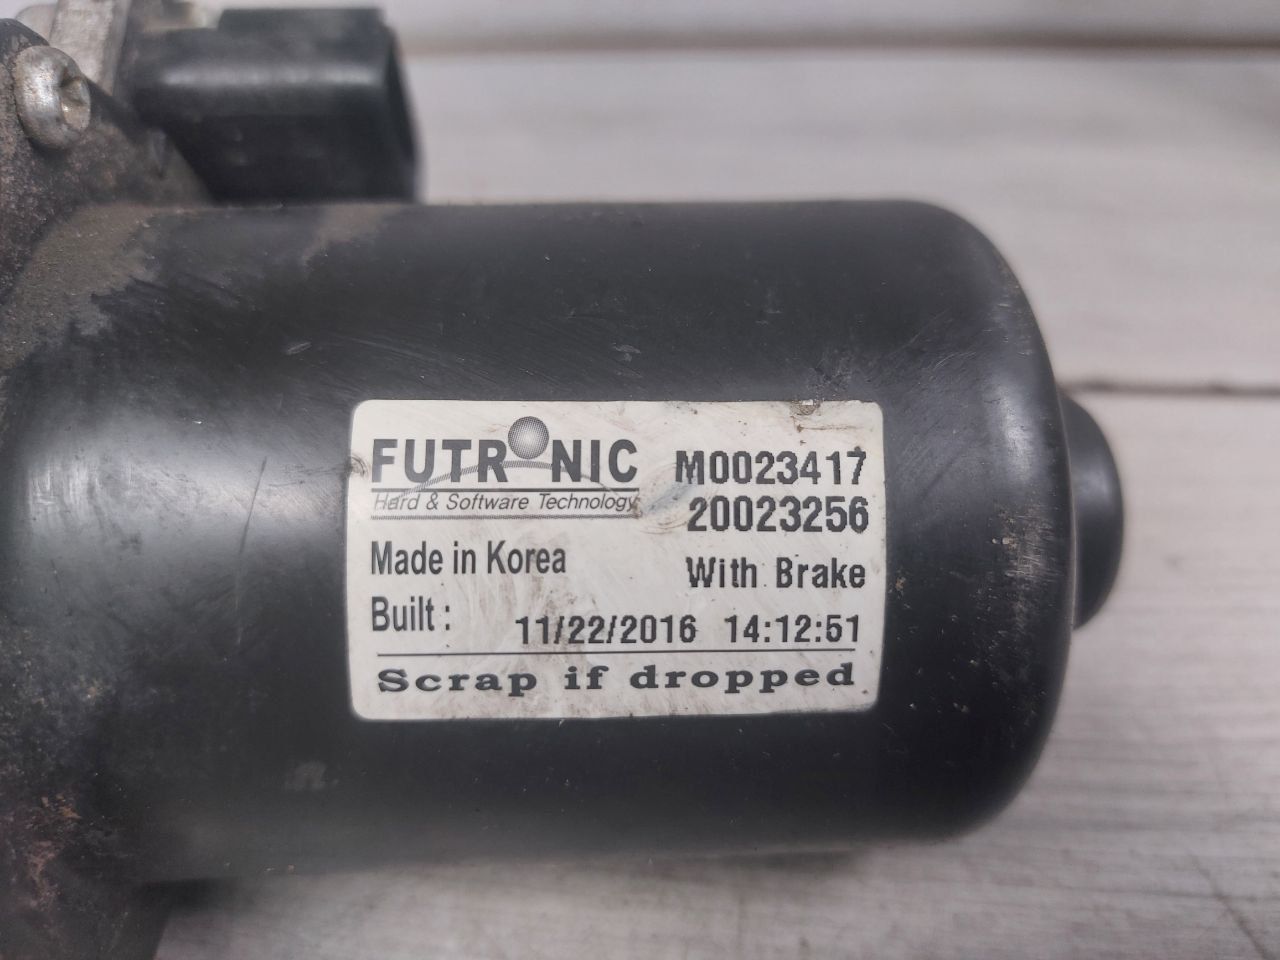 FUTRONIC
Hard & Software Technology
M0023417
20023256
Made in Korea
With Brake
Built : 11/22/2016 14:12:51
Scrap if dropped